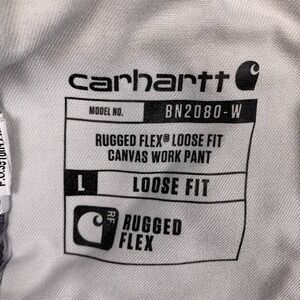 carhartt
MODEL NO. BN2080-W
RUGGED FLEX® LOOSE FIT
CANVAS WORK PANT
L LOOSE FIT
RF RUGGED
FLEX